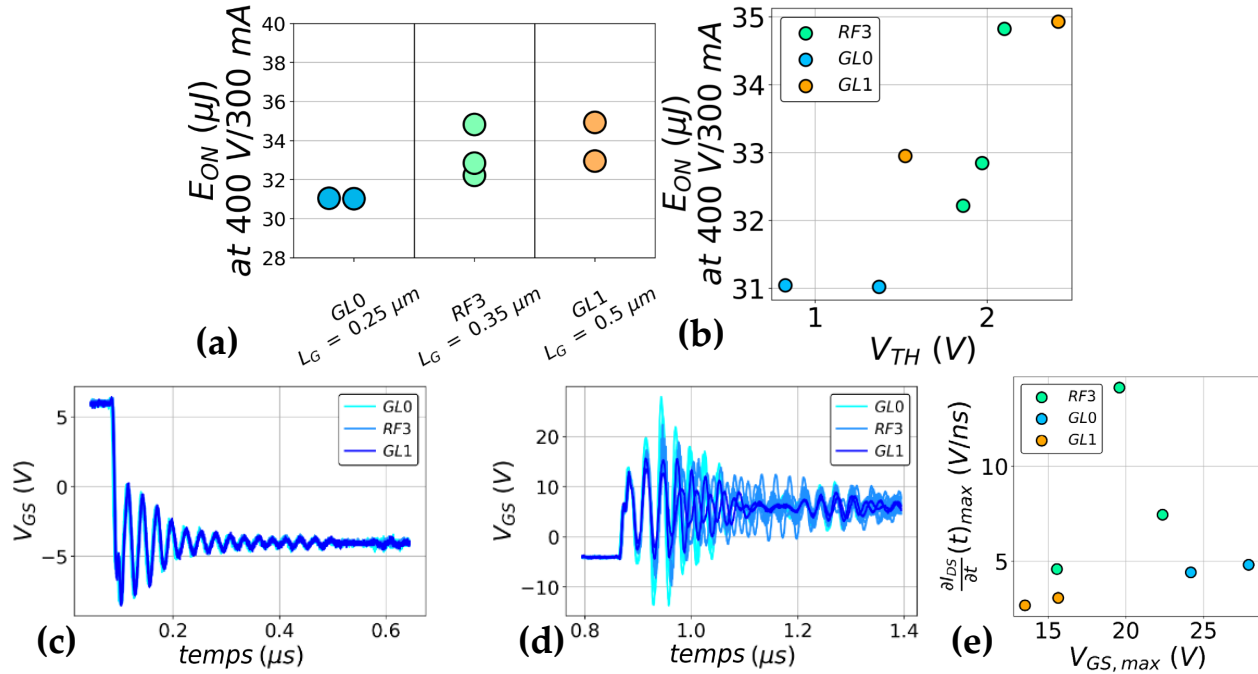 E_ON (μJ)
at 400 V/300 mA
40
38
36
34
32
30
28
GL0
L_G = 0.25 μm
RF3
L_G = 0.35 μm
GL1
L_G = 0.5 μm
(a)
E_ON (μJ)
at 400 V/300 mA
35
34
33
32
31
RF3
GL0
GL1
1
2
V_TH (V)
(b)
V_GS (V)
5
0
−5
GL0
RF3
GL1
0.2
0.4
0.6
temps (μs)
(c)
V_GS (V)
20
10
0
−10
GL0
RF3
GL1
0.8
1.0
1.2
1.4
temps (μs)
(d)
∂I_DS/∂t (t)_max (V/ns)
10
5
RF3
GL0
GL1
15
20
25
V_GS,max (V)
(e)